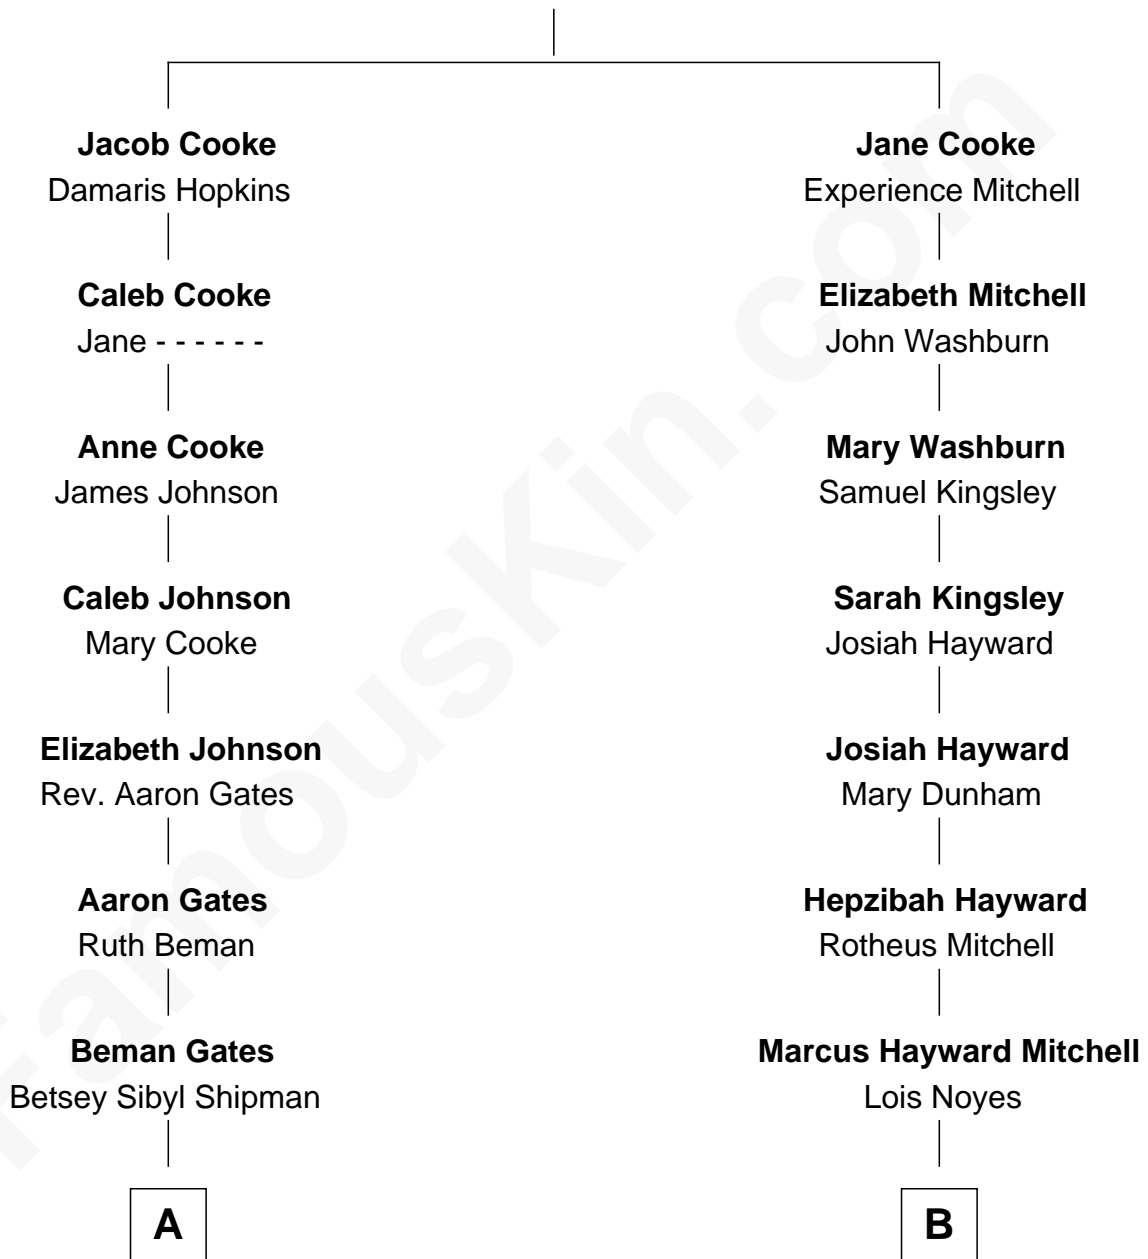 Jacob Cooke
Damaris Hopkins
Jane Cooke
Experience Mitchell
Caleb Cooke
Jane - - - - - -
Elizabeth Mitchell
John Washburn
Anne Cooke
James Johnson
Mary Washburn
Samuel Kingsley
Caleb Johnson
Mary Cooke
Sarah Kingsley
Josiah Hayward
Elizabeth Johnson
Rev. Aaron Gates
Josiah Hayward
Mary Dunham
Aaron Gates
Ruth Beman
Hepzibah Hayward
Rotheus Mitchell
Beman Gates
Betsey Sibyl Shipman
Marcus Hayward Mitchell
Lois Noyes
A
B
FamousKin.com